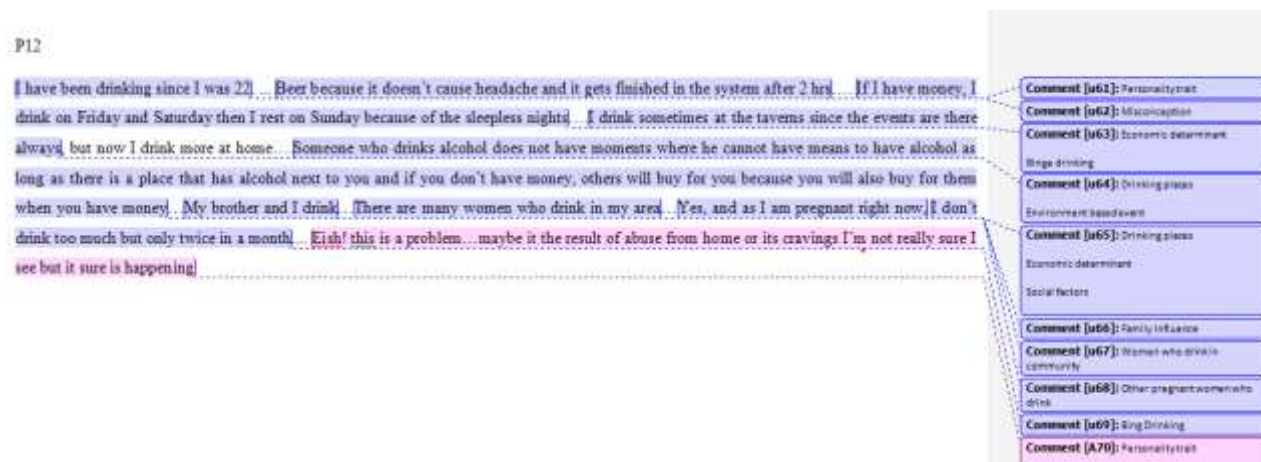 P12
I have been drinking since I was 22 Beer because it doesn't cause headache and it gets finished in the system after 2 hrs If I have money, I
drink on Friday and Saturday then I rest on Sunday because of the sleepless nights I drink sometimes at the taverns since the events are there
always, but now I drink more at home Someone who drinks alcohol does not have moments where he cannot have means to have alcohol as
long as there is a place that has alcohol next to you and if you don't have money, others will buy for you because you will also buy for them
when you have money My brother and I drink There are many women who drink in my area Yes, and as I am pregnant right now, I don't
drink too much but only twice in a month Eish! this is a problem…maybe it the result of abuse from home or its cravings I'm not really sure I
see but it sure is happening
Comment [u61]: Personality trait
Comment [u62]: Misconception
Comment [u63]: Economic determinant
Binge drinking
Comment [u64]: Drinking places
Environment based event
Comment [u65]: Drinking places
Economic determinant
Social factors
Comment [u66]: Family Influence
Comment [u67]: Women who drink in
community
Comment [u68]: Other pregnant women who
drink
Comment [u69]: Bing Drinking
Comment [A70]: Personality trait